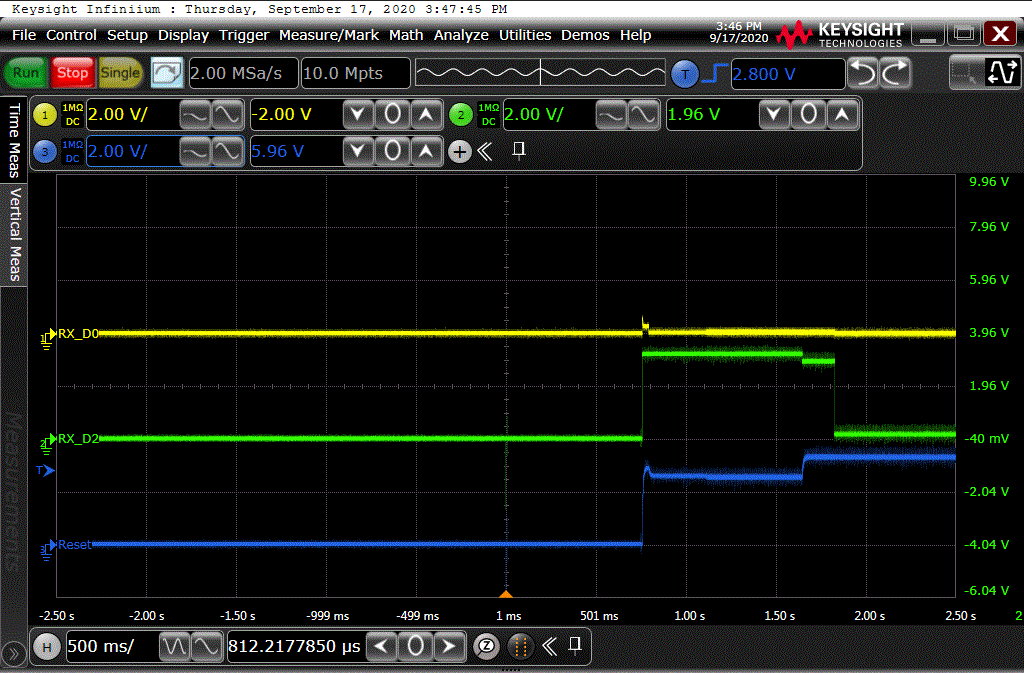 Keysight Infiniium : Thursday, September 17, 2020 3:47:45 PM
File Control Setup Display Trigger Measure/Mark Math Analyze Utilities Demos Help
3:46 PM
9/17/2020
KEYSIGHT
TECHNOLOGIES
Run Stop Single 2.00 MSa/s 10.0 Mpts T 2.800 V
1 1MΩ DC 2.00 V/ -2.00 V 2 1MΩ DC 2.00 V/ 1.96 V
3 1MΩ DC 2.00 V/ 5.96 V
Time Meas
Vertical Meas
Measurements
9.96 V
7.96 V
5.96 V
RX_D0 3.96 V
1.96 V
RX_D2 -40 mV
T
-2.04 V
Reset -4.04 V
-6.04 V
-2.50 s -2.00 s -1.50 s -999 ms -499 ms 1 ms 501 ms 1.00 s 1.50 s 2.00 s 2.50 s 2
H 500 ms/ 812.2177850 µs 0 Z